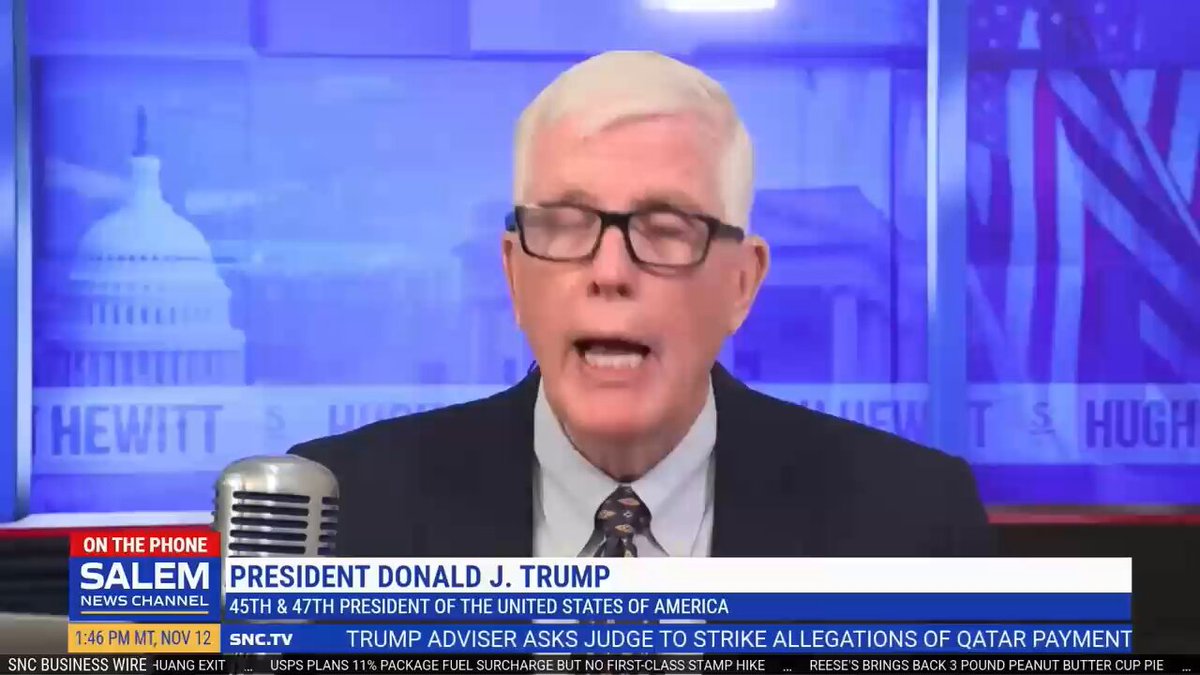 HEWITT
HUGH
HEWITT
HUGH
ON THE PHONE
SALEM
NEWS CHANNEL
PRESIDENT DONALD J. TRUMP
45TH & 47TH PRESIDENT OF THE UNITED STATES OF AMERICA
1:46 PM MT, NOV 12
SNC.TV
TRUMP ADVISER ASKS JUDGE TO STRIKE ALLEGATIONS OF QATAR PAYMENT
SNC BUSINESS WIRE HUANG EXIT ... USPS PLANS 11% PACKAGE FUEL SURCHARGE BUT NO FIRST-CLASS STAMP HIKE ... REESE'S BRINGS BACK 3 POUND PEANUT BUTTER CUP PIE ...